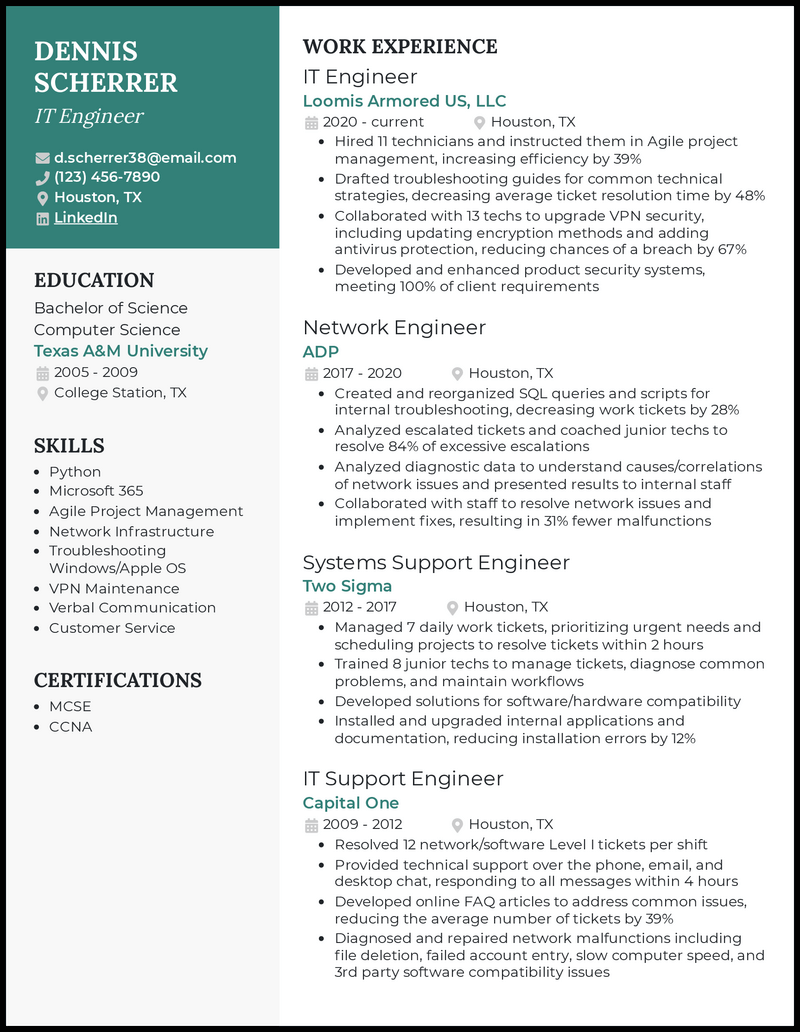 DENNIS
SCHERRER
IT Engineer
d.scherrer38@email.com
(123) 456-7890
Houston, TX
LinkedIn
EDUCATION
Bachelor of Science
Computer Science
Texas A&M University
2005 - 2009
College Station, TX
SKILLS
• Python
• Microsoft 365
• Agile Project Management
• Network Infrastructure
• Troubleshooting
Windows/Apple OS
• VPN Maintenance
• Verbal Communication
• Customer Service
CERTIFICATIONS
• MCSE
• CCNA
WORK EXPERIENCE
IT Engineer
Loomis Armored US, LLC
2020 - current Houston, TX
• Hired 11 technicians and instructed them in Agile project
management, increasing efficiency by 39%
• Drafted troubleshooting guides for common technical
strategies, decreasing average ticket resolution time by 48%
• Collaborated with 13 techs to upgrade VPN security,
including updating encryption methods and adding
antivirus protection, reducing chances of a breach by 67%
• Developed and enhanced product security systems,
meeting 100% of client requirements
Network Engineer
ADP
2017 - 2020 Houston, TX
• Created and reorganized SQL queries and scripts for
internal troubleshooting, decreasing work tickets by 28%
• Analyzed escalated tickets and coached junior techs to
resolve 84% of excessive escalations
• Analyzed diagnostic data to understand causes/correlations
of network issues and presented results to internal staff
• Collaborated with staff to resolve network issues and
implement fixes, resulting in 31% fewer malfunctions
Systems Support Engineer
Two Sigma
2012 - 2017 Houston, TX
• Managed 7 daily work tickets, prioritizing urgent needs and
scheduling projects to resolve tickets within 2 hours
• Trained 8 junior techs to manage tickets, diagnose common
problems, and maintain workflows
• Developed solutions for software/hardware compatibility
• Installed and upgraded internal applications and
documentation, reducing installation errors by 12%
IT Support Engineer
Capital One
2009 - 2012 Houston, TX
• Resolved 12 network/software Level I tickets per shift
• Provided technical support over the phone, email, and
desktop chat, responding to all messages within 4 hours
• Developed online FAQ articles to address common issues,
reducing the average number of tickets by 39%
• Diagnosed and repaired network malfunctions including
file deletion, failed account entry, slow computer speed, and
3rd party software compatibility issues